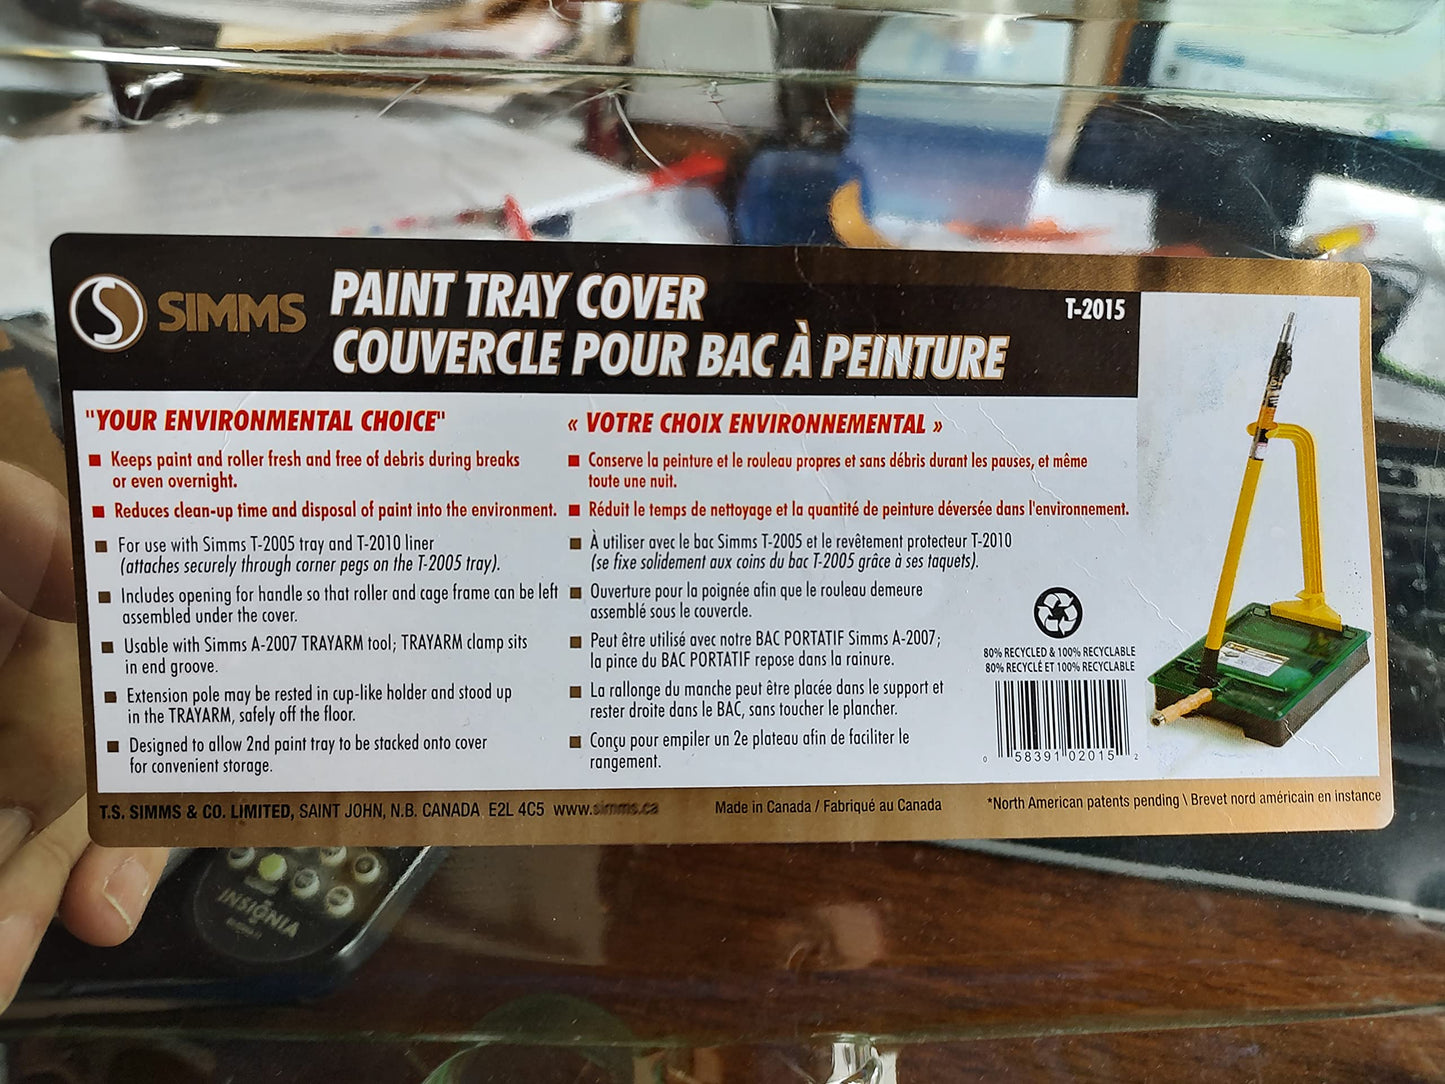 SIMMS
PAINT TRAY COVER
COUVERCLE POUR BAC À PEINTURE
T-2015
"YOUR ENVIRONMENTAL CHOICE"
Keeps paint and roller fresh and free of debris during breaks
or even overnight.
Reduces clean-up time and disposal of paint into the environment.
For use with Simms T-2005 tray and T-2010 liner
(attaches securely through corner pegs on the T-2005 tray).
Includes opening for handle so that roller and cage frame can be left
assembled under the cover.
Usable with Simms A-2007 TRAYARM tool; TRAYARM clamp sits
in end groove.
Extension pole may be rested in cup-like holder and stood up
in the TRAYARM, safely off the floor.
Designed to allow 2nd paint tray to be stacked onto cover
for convenient storage.
« VOTRE CHOIX ENVIRONNEMENTAL »
Conserve la peinture et le rouleau propres et sans débris durant les pauses, et même
toute une nuit.
Réduit le temps de nettoyage et la quantité de peinture déversée dans l'environnement.
À utiliser avec le bac Simms T-2005 et le revêtement protecteur T-2010
(se fixe solidement aux coins du bac T-2005 grâce à ses taquets).
Ouverture pour la poignée afin que le rouleau demeure
assemblé sous le couvercle.
Peut être utilisé avec notre BAC PORTATIF Simms A-2007;
la pince du BAC PORTATIF repose dans la rainure.
La rallonge du manche peut être placée dans le support et
rester droite dans le BAC, sans toucher le plancher.
Conçu pour empiler un 2e plateau afin de faciliter le
rangement.
80% RECYCLED & 100% RECYCLABLE
80% RECYCLÉ ET 100% RECYCLABLE
0 58391 02015 2
T.S. SIMMS & CO. LIMITED, SAINT JOHN, N.B. CANADA E2L 4C5 www.simms.ca
Made in Canada / Fabriqué au Canada
*North American patents pending \ Brevet nord américain en instance
INSIGNIA